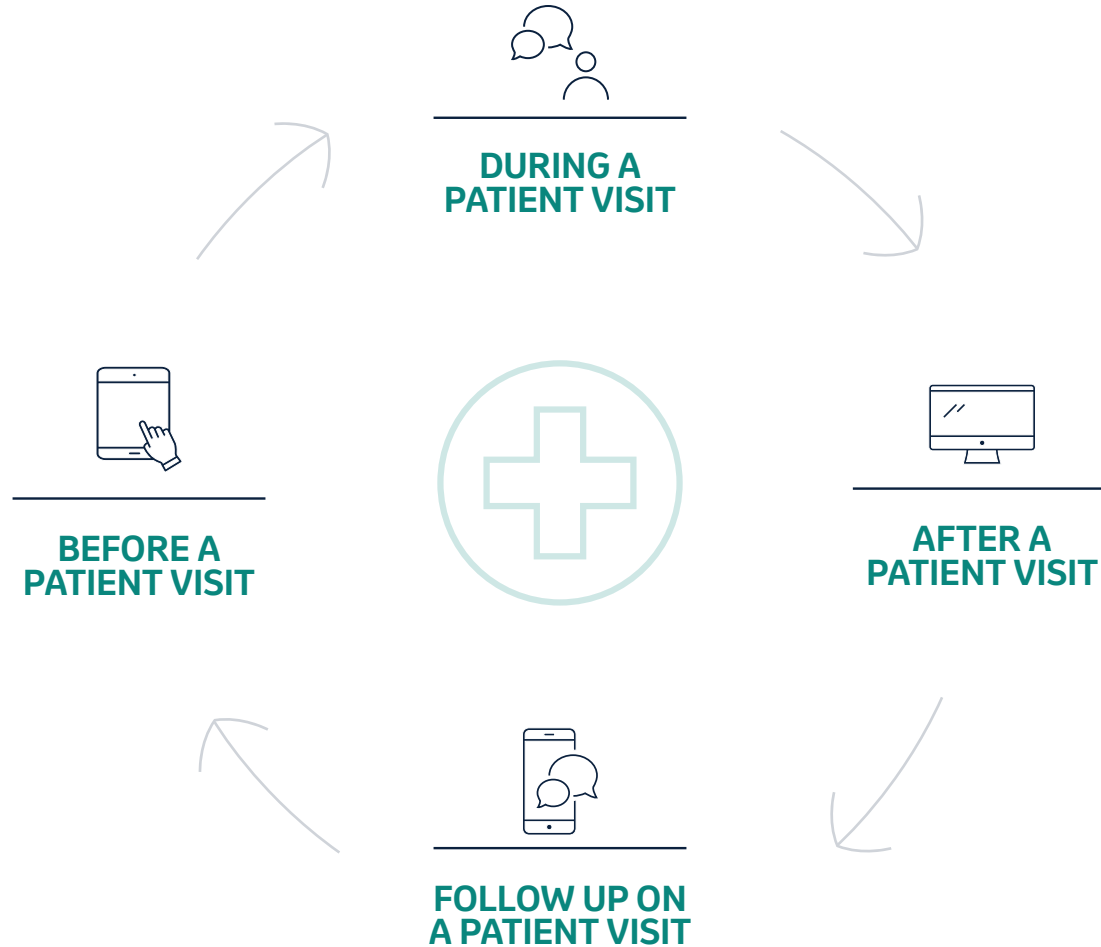 DURING A
PATIENT VISIT
BEFORE A
PATIENT VISIT
AFTER A
PATIENT VISIT
FOLLOW UP ON
A PATIENT VISIT